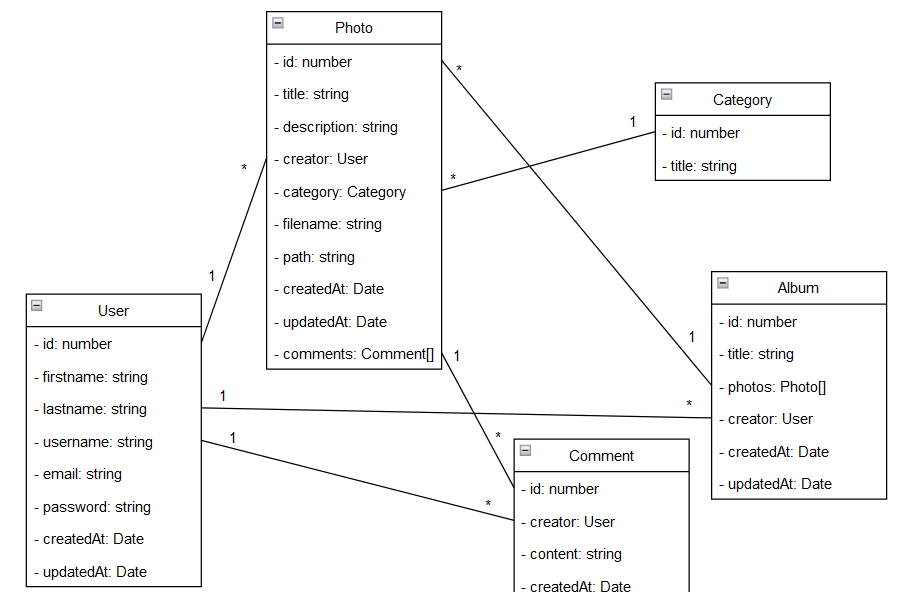 Photo
- id: number
- title: string
- description: string
- creator: User
- category: Category
- filename: string
- path: string
- createdAt: Date
- updatedAt: Date
- comments: Comment[]
*
*
*
1
1
Category
- id: number
- title: string
1
User
- id: number
- firstname: string
- lastname: string
- username: string
- email: string
- password: string
- createdAt: Date
- updatedAt: Date
1
1
1
*
*
*
Album
- id: number
- title: string
- photos: Photo[]
- creator: User
- createdAt: Date
- updatedAt: Date
Comment
- id: number
- creator: User
- content: string
- createdAt: Date